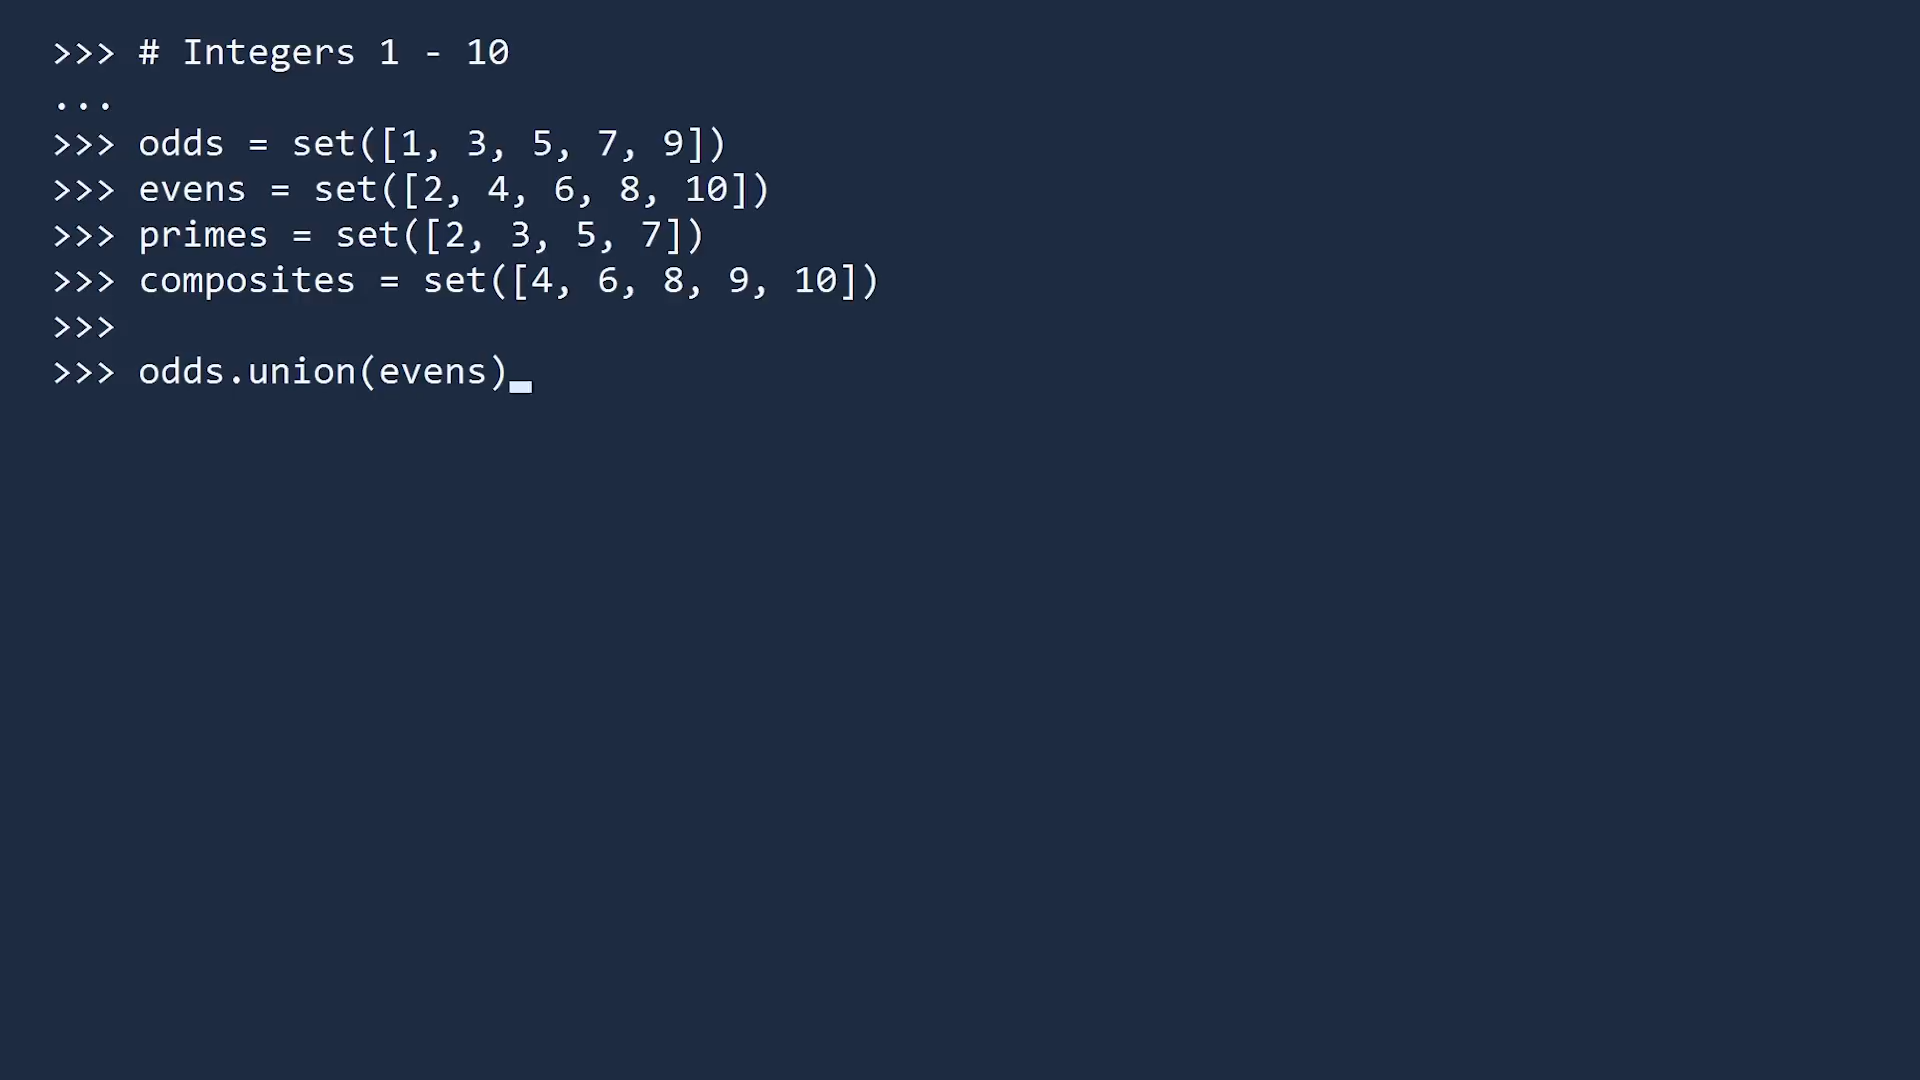 >>> # Integers 1 - 10
...
>>> odds = set([1, 3, 5, 7, 9])
>>> evens = set([2, 4, 6, 8, 10])
>>> primes = set([2, 3, 5, 7])
>>> composites = set([4, 6, 8, 9, 10])
>>>
>>> odds.union(evens)